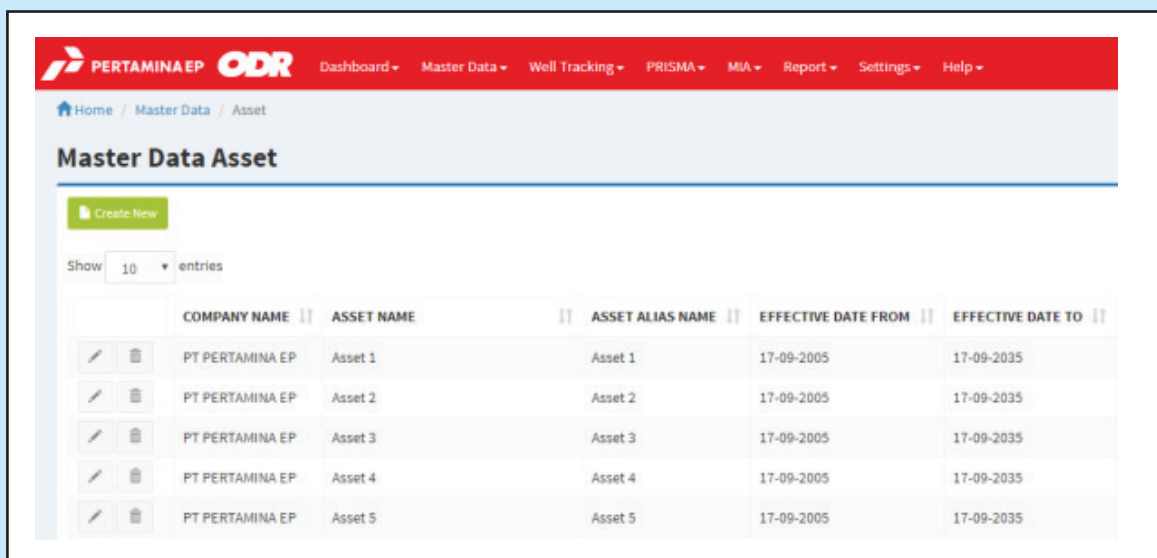 PERTAMINA EP ODR Dashboard Master Data Well Tracking PRISMA MIA Report Settings Help
Home / Master Data / Asset
Master Data Asset
Create New
Show 10 entries
COMPANY NAME ASSET NAME ASSET ALIAS NAME EFFECTIVE DATE FROM EFFECTIVE DATE TO
PT PERTAMINA EP Asset 1 Asset 1 17-09-2005 17-09-2035
PT PERTAMINA EP Asset 2 Asset 2 17-09-2005 17-09-2035
PT PERTAMINA EP Asset 3 Asset 3 17-09-2005 17-09-2035
PT PERTAMINA EP Asset 4 Asset 4 17-09-2005 17-09-2035
PT PERTAMINA EP Asset 5 Asset 5 17-09-2005 17-09-2035